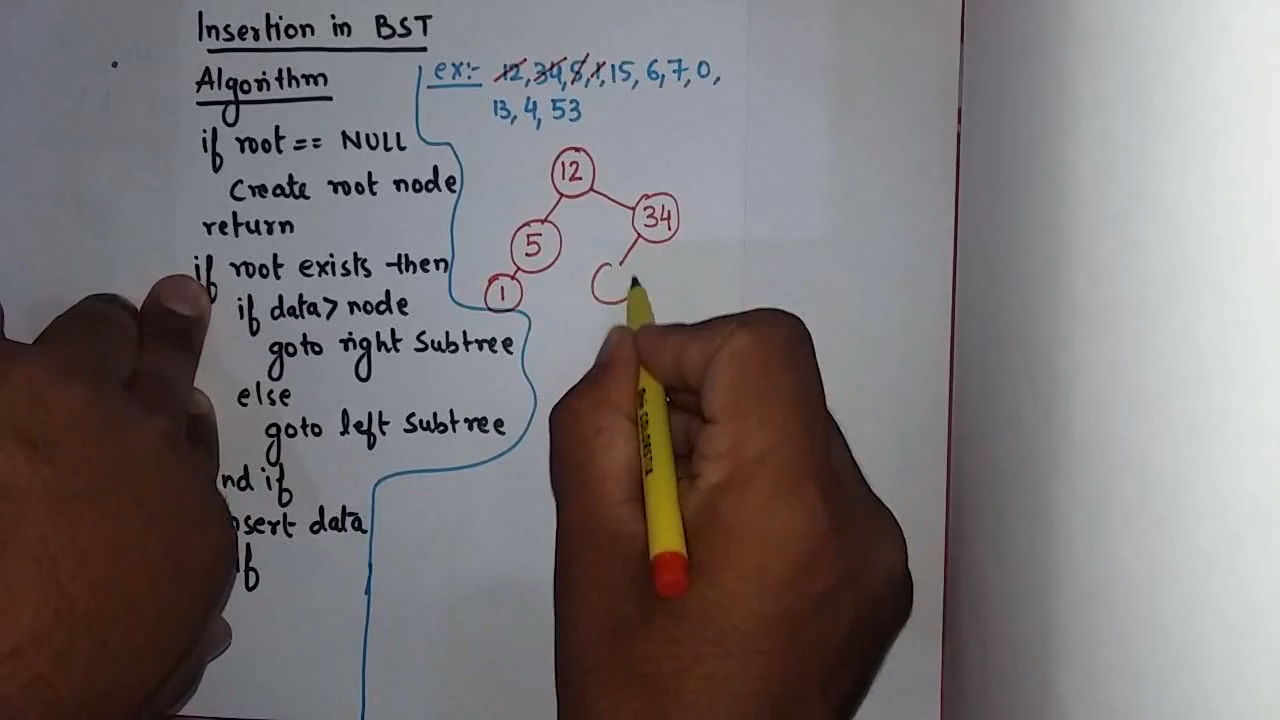 Insertion in BST
Algorithm
if root == NULL
Create root node
return
if root exists then
if data > node
goto right Subtree
else
goto left Subtree
nd if
nsert data
if
ex:- 12, 34, 5, 1, 15, 6, 7, 0,
13, 4, 53
12
34
5
1